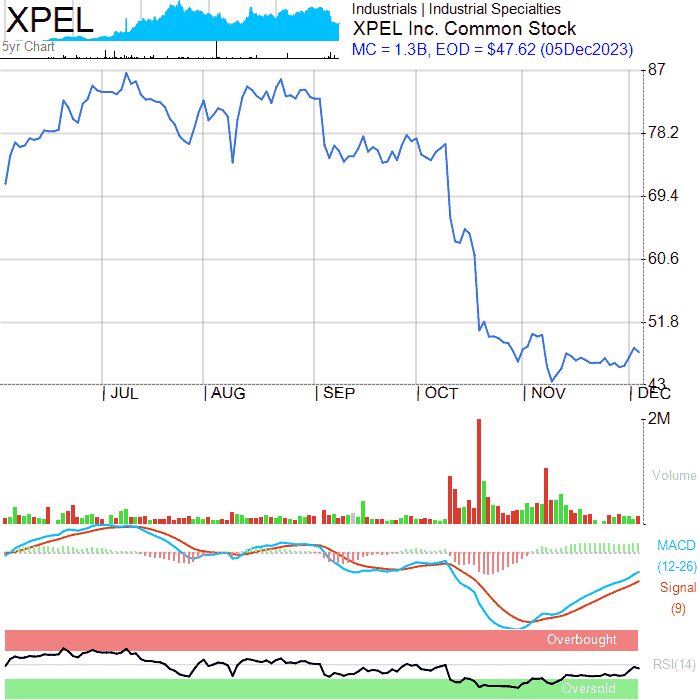 XPEL
5yr Chart
Industrials | Industrial Specialties
XPEL Inc. Common Stock
MC = 1.3B, EOD = $47.62 (05Dec2023)
87
78.2
69.4
60.6
51.8
43
| JUL | AUG | SEP | OCT | NOV | DEC
2M
Volume
MACD
(12-26)
Signal
(9)
Overbought
RSI(14)
Oversold